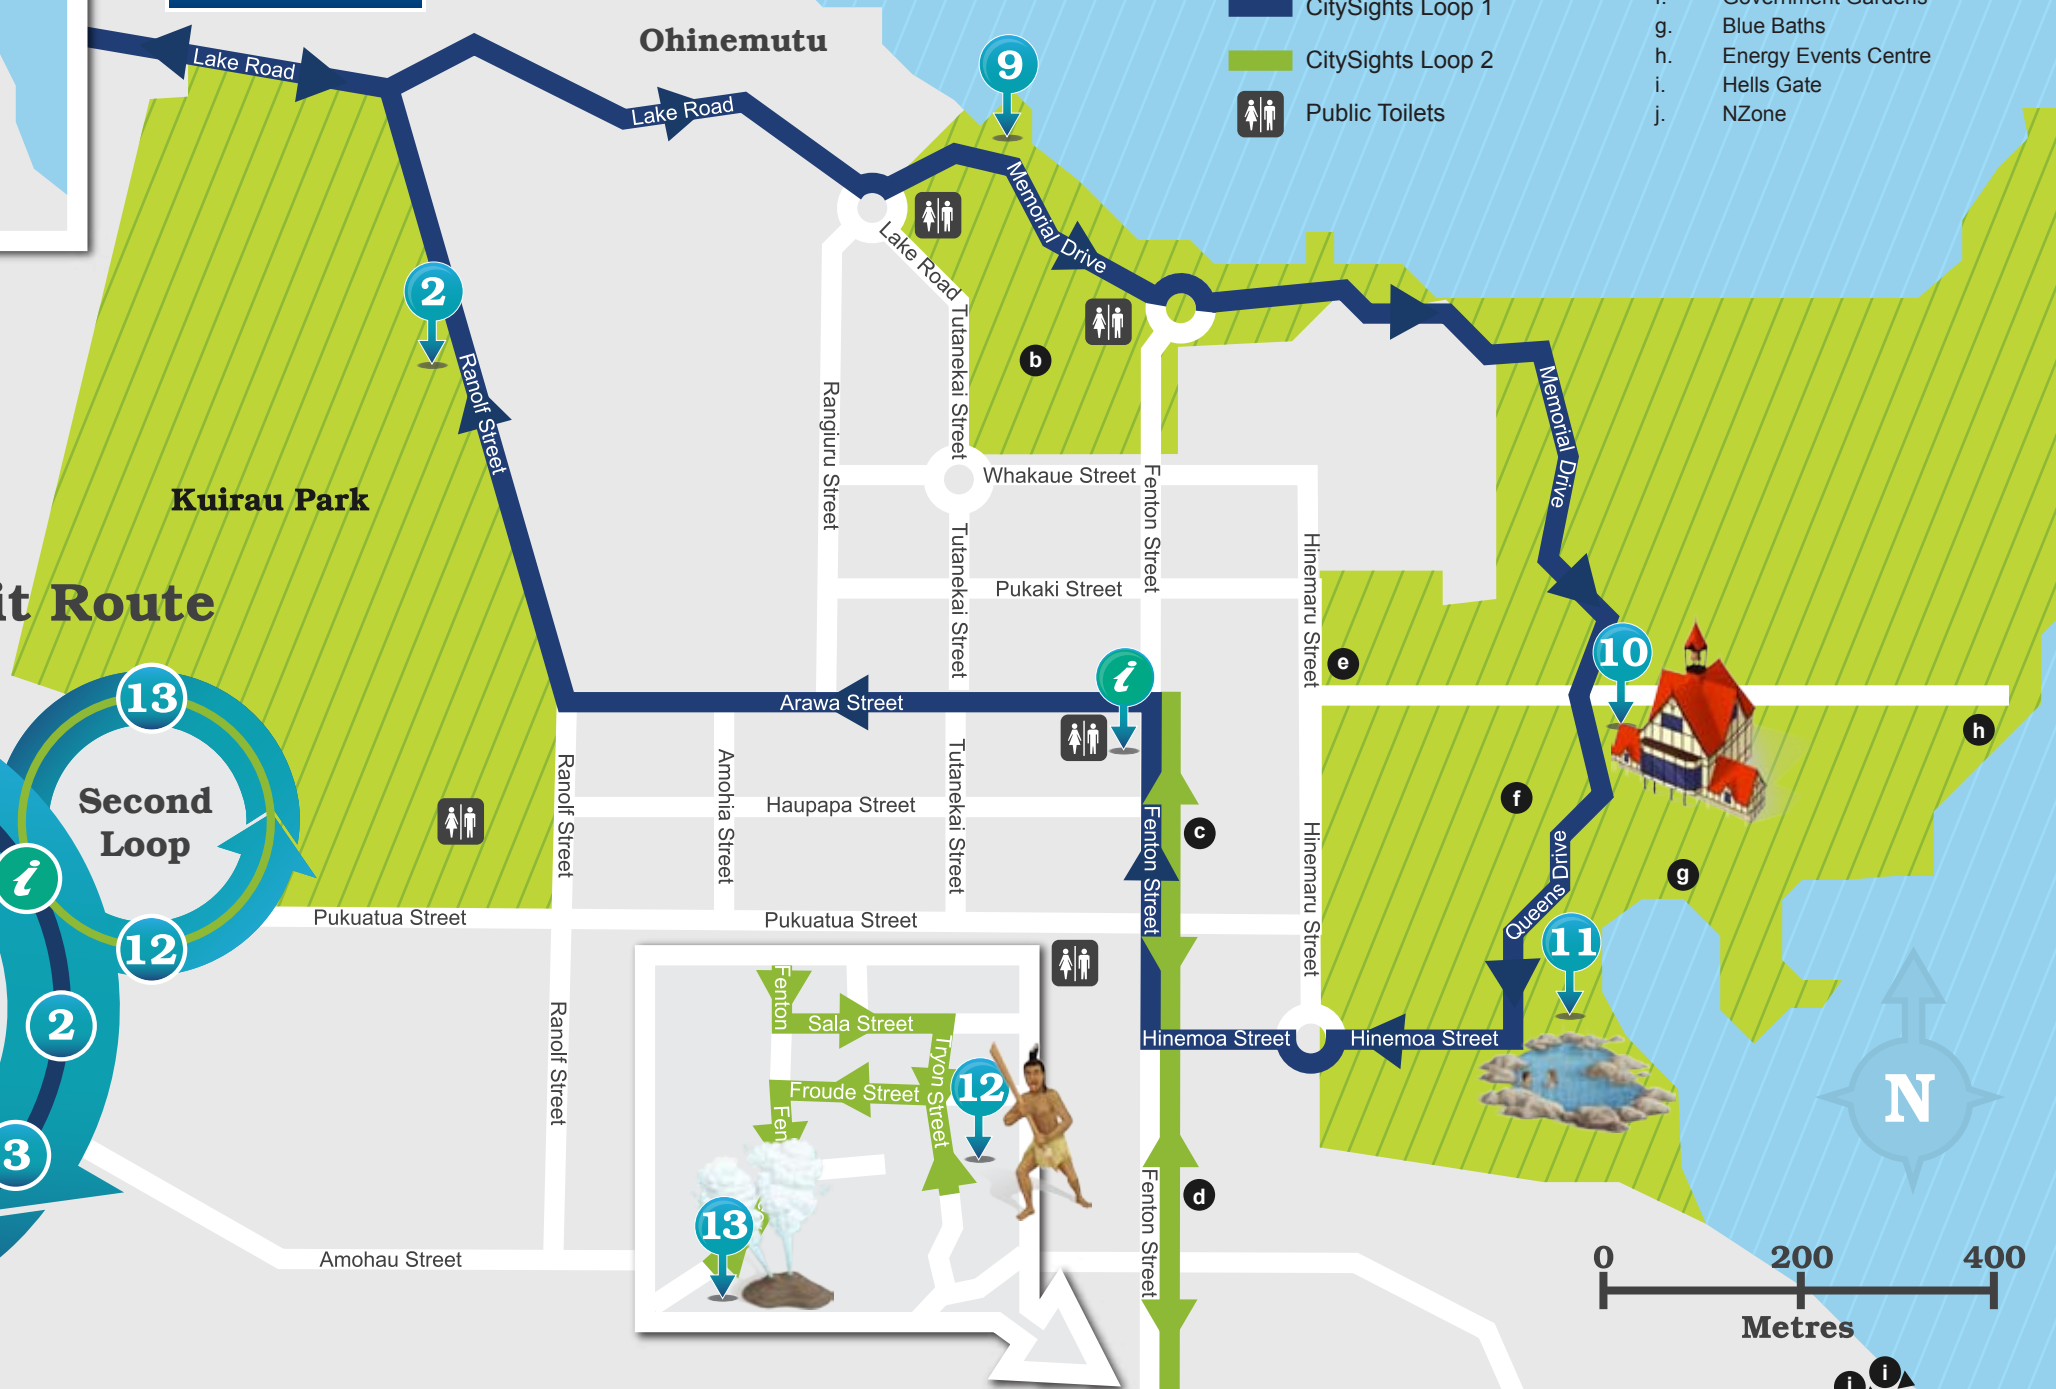 CitySights Loop 1
CitySights Loop 2
Public Toilets
Government Gardens
g. Blue Baths
h. Energy Events Centre
i. Hells Gate
j. NZone
Ohinemutu
9
Lake Road
Lake Road
Lake Road
Memorial Drive
2
Ranolf Street
b
Tutanekai Street
Rangiuru Street
Whakaue Street
Fenton Street
Memorial Drive
Kuirau Park
it Route
Tutanekai Street
Pukaki Street
Hinemaru Street
e
10
i
Arawa Street
h
13
Second
Loop
i
12
2
3
Ranolf Street
Amohia Street
Tutanekai Street
Haupapa Street
Fenton Street
c
Hinemaru Street
f
g
Queens Drive
11
Pukuatua Street
Pukuatua Street
Hinemoa Street
Hinemoa Street
Ranolf Street
Fenton
Sala Street
Tryon Street
Froude Street
Fen
12
13
Fenton Street
d
N
Amohau Street
0 200 400
Metres
i
j